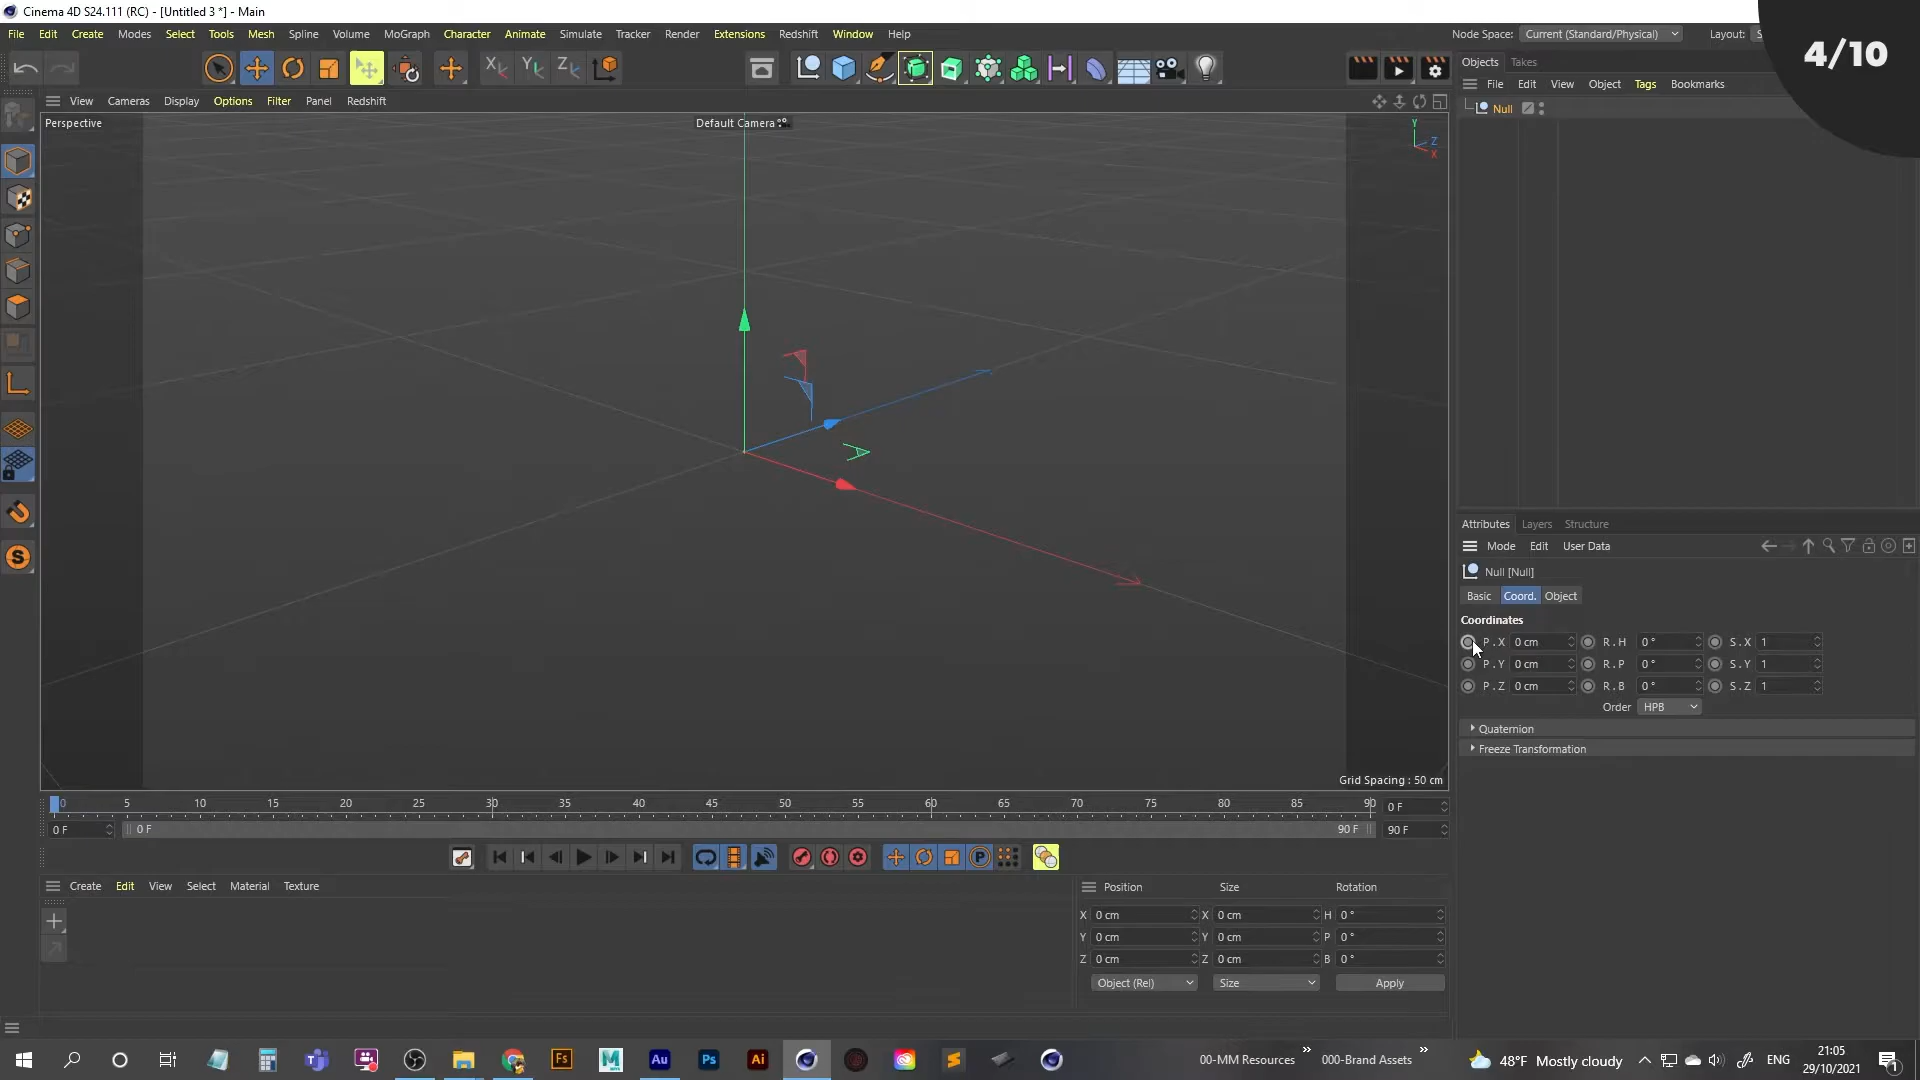 Cinema 4D S24.111 (RC) - [Untitled 3 *] - Main
File Edit Create Modes Select Tools Mesh Spline Volume MoGraph Character Animate Simulate Tracker Render Extensions Redshift Window Help
Node Space: Current (Standard/Physical) Layout:
4/10
Objects Takes
File Edit View Object Tags Bookmarks
View Cameras Display Options Filter Panel Redshift
Null
Perspective
Default Camera
Y
Z
X
Attributes Layers Structure
Mode Edit User Data
Null [Null]
Basic Coord. Object
Coordinates
P . X 0 cm R . H 0 ° S . X 1
P . Y 0 cm R . P 0 ° S . Y 1
P . Z 0 cm R . B 0 ° S . Z 1
Order HPB
Quaternion
Freeze Transformation
Grid Spacing : 50 cm
0 5 10 15 20 25 30 35 40 45 50 55 60 65 70 75 80 85 90 0 F
0 F 0 F 90 F 90 F
Create Edit View Select Material Texture
Position Size Rotation
X 0 cm X 0 cm H 0 °
Y 0 cm Y 0 cm P 0 °
Z 0 cm Z 0 cm B 0 °
Object (Rel) Size Apply
00-MM Resources » 000-Brand Assets »
48°F Mostly cloudy
ENG
21:05
29/10/2021